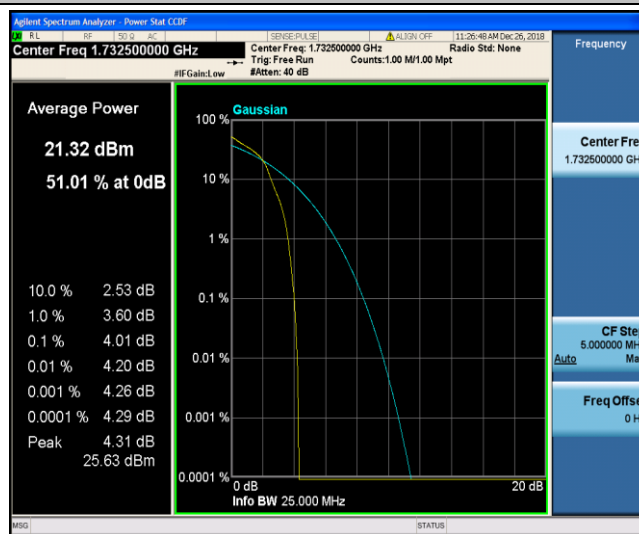 Agilent Spectrum Analyzer - Power Stat CCDF
RL RF 50 Ω AC SENSE:PULSE ALIGN OFF 11:26:48 AM Dec 26, 2018
Center Freq 1.732500000 GHz
Center Freq: 1.732500000 GHz Radio Std: None
Trig: Free Run Counts:1.00 M/1.00 Mpt
#IFGain:Low #Atten: 40 dB
Frequency
Average Power
21.32 dBm
51.01 % at 0dB
10.0 % 2.53 dB
1.0 % 3.60 dB
0.1 % 4.01 dB
0.01 % 4.20 dB
0.001 % 4.26 dB
0.0001 % 4.29 dB
Peak 4.31 dB
25.63 dBm
Gaussian
100 %
10 %
1 %
0.1 %
0.01 %
0.001 %
0.0001 %
0 dB 20 dB
Info BW 25.000 MHz
Center Fre
1.732500000 GH
CF Ste
5.000000 MH
Auto Ma
Freq Offse
0 H
MSG STATUS